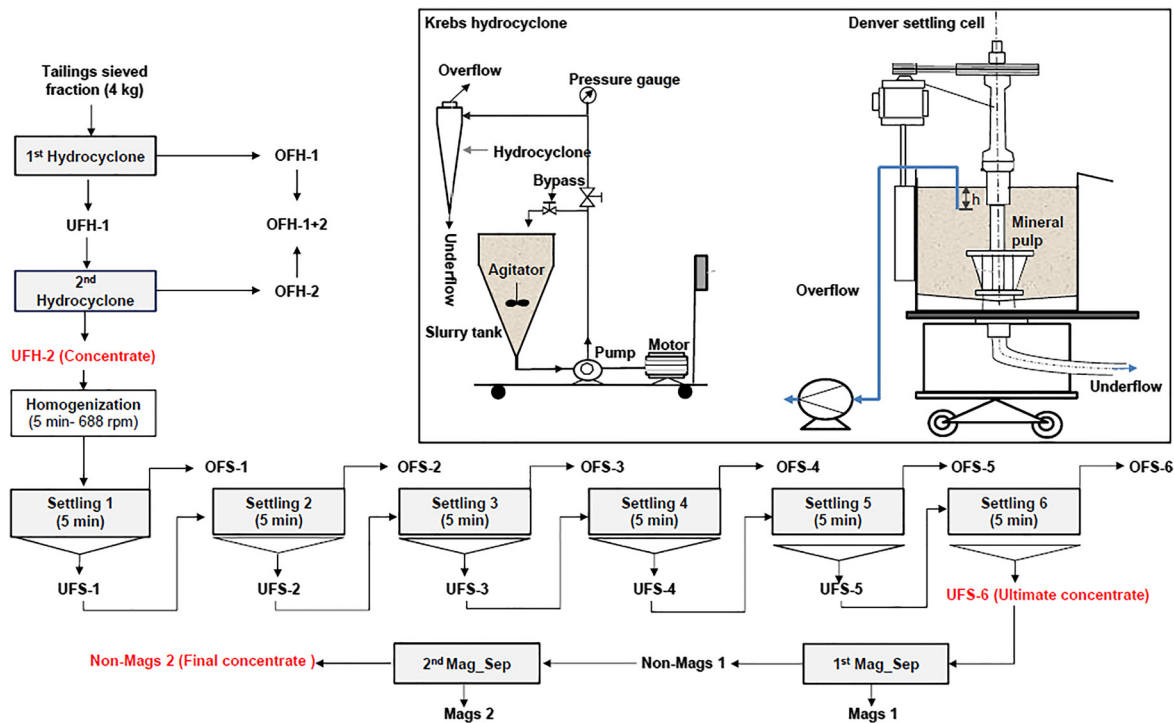 Krebs hydrocyclone
Denver settling cell
Overflow
Pressure gauge
Hydrocyclone
Bypass
Underflow
Agitator
Slurry tank
Pump
Motor
h
Mineral
pulp
Overflow
Underflow
Tailings sieved
fraction (4 kg)
1st Hydrocyclone
OFH-1
UFH-1
OFH-1+2
2nd
Hydrocyclone
OFH-2
UFH-2 (Concentrate)
Homogenization
(5 min- 688 rpm)
OFS-1
OFS-2
OFS-3
OFS-4
OFS-5
OFS-6
Settling 1
(5 min)
Settling 2
(5 min)
Settling 3
(5 min)
Settling 4
(5 min)
Settling 5
(5 min)
Settling 6
(5 min)
UFS-1
UFS-2
UFS-3
UFS-4
UFS-5
UFS-6 (Ultimate concentrate)
Non-Mags 2 (Final concentrate )
2nd Mag_Sep
Non-Mags 1
1st Mag_Sep
Mags 2
Mags 1